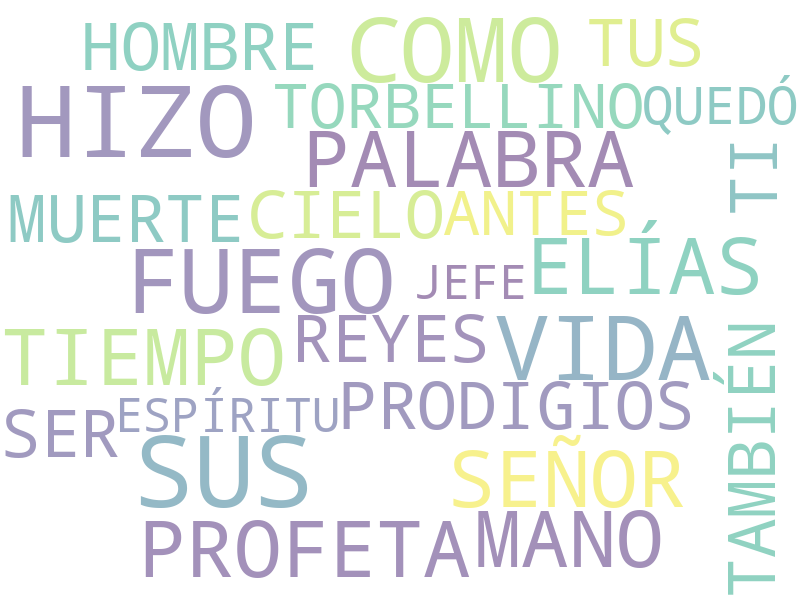 HOMBRE
COMO
TUS
HIZO
TORBELLINO
QUEDÓ
PALABRA
TI
MUERTE
CIELO
ANTES
FUEGO
JEFE
ELÍAS
TIEMPO
REYES
VIDA
TAMBIÉN
SER
ESPÍRITU
PRODIGIOS
SUS
SEÑOR
PROFETA
MANO